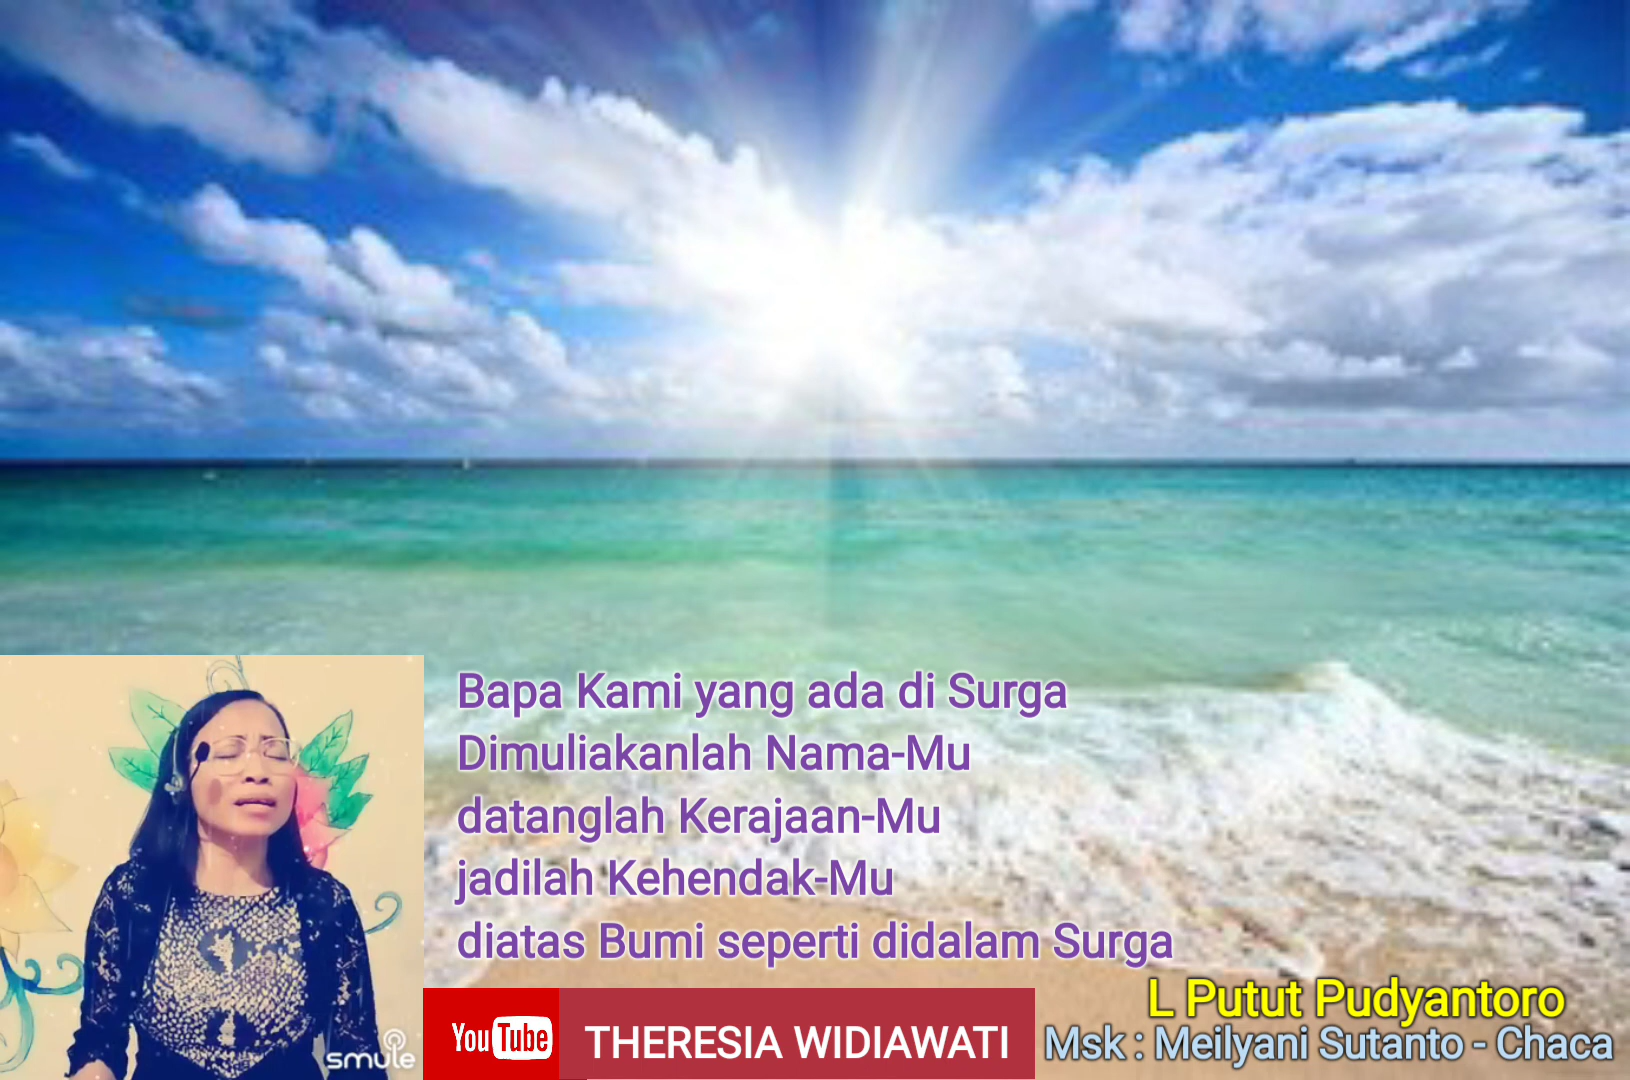 Bapa Kami yang ada di Surga
Dimuliakanlah Nama-Mu
datanglah Kerajaan-Mu
jadilah Kehendak-Mu
diatas Bumi seperti didalam Surga
smule
YouTube THERESIA WIDIAWATI
L Putut Pudyantoro
Msk : Meilyani Sutanto - Chaca